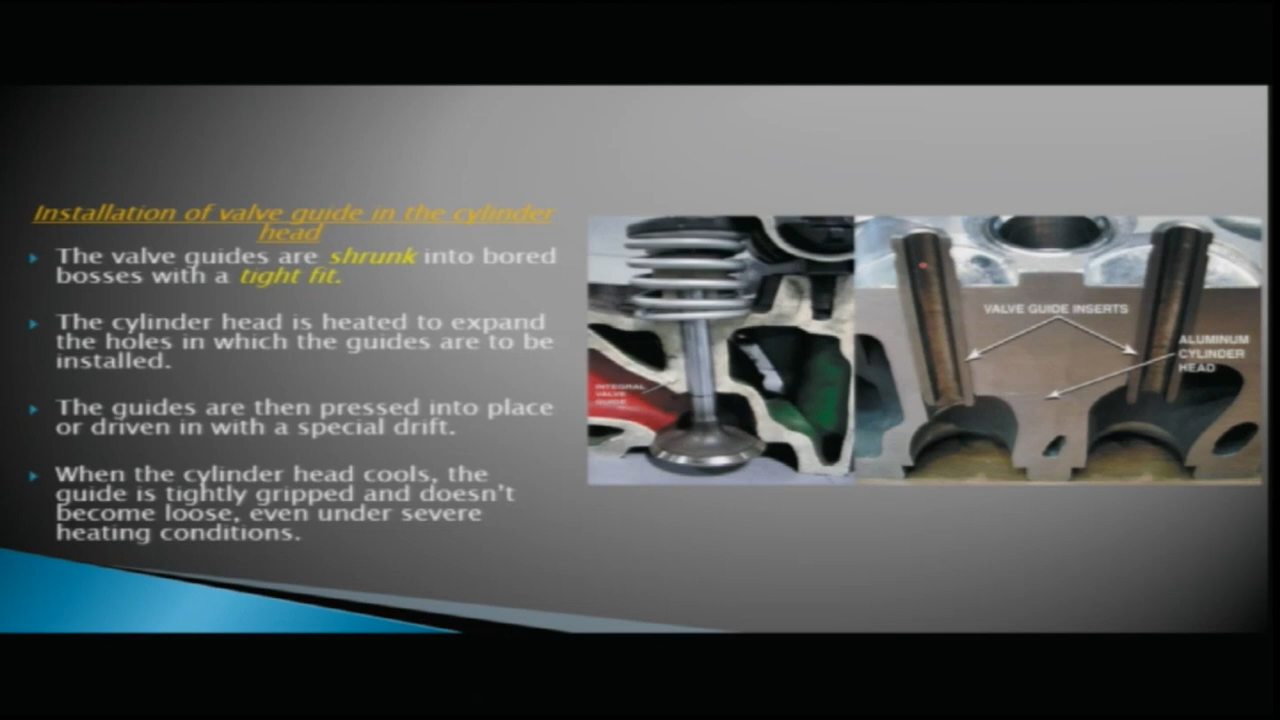 Installation of valve guide in the cylinder
head
The valve guides are shrunk into bored
bosses with a tight fit.
The cylinder head is heated to expand
the holes in which the guides are to be
installed.
The guides are then pressed into place
or driven in with a special drift.
When the cylinder head cools, the
guide is tightly gripped and doesn't
become loose, even under severe
heating conditions.
INTEGRAL
VALVE
GUIDE
VALVE GUIDE INSERTS
ALUMINUM
CYLINDER
HEAD